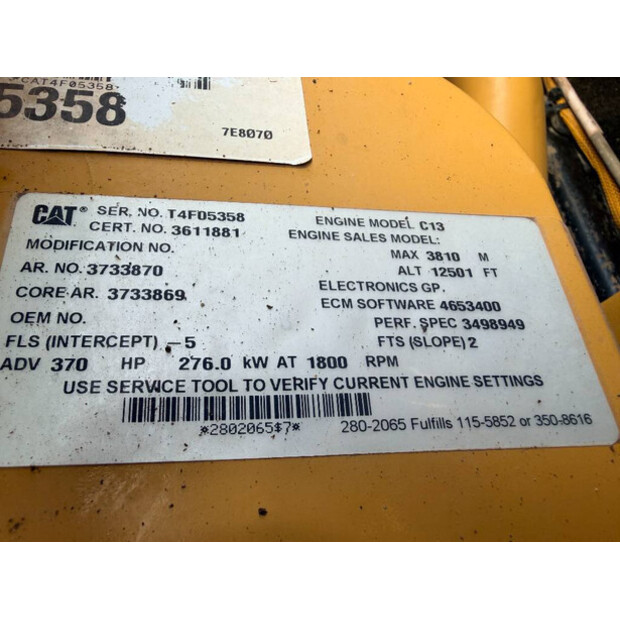 CAT4F05358
5358
7E8070
CAT® SER. NO. T4F05358 ENGINE MODEL C13
CERT. NO. 3611881 ENGINE SALES MODEL:
MODIFICATION NO. MAX 3810 M
AR. NO. 3733870 ALT 12501 FT
CORE AR. 3733869 ELECTRONICS GP.
OEM NO. ECM SOFTWARE 4653400
FLS (INTERCEPT) -5 PERF. SPEC 3498949
FTS (SLOPE) 2
ADV 370 HP 276.0 kW AT 1800 RPM
USE SERVICE TOOL TO VERIFY CURRENT ENGINE SETTINGS
*2802065$7* 280-2065 Fulfills 115-5852 or 350-8616